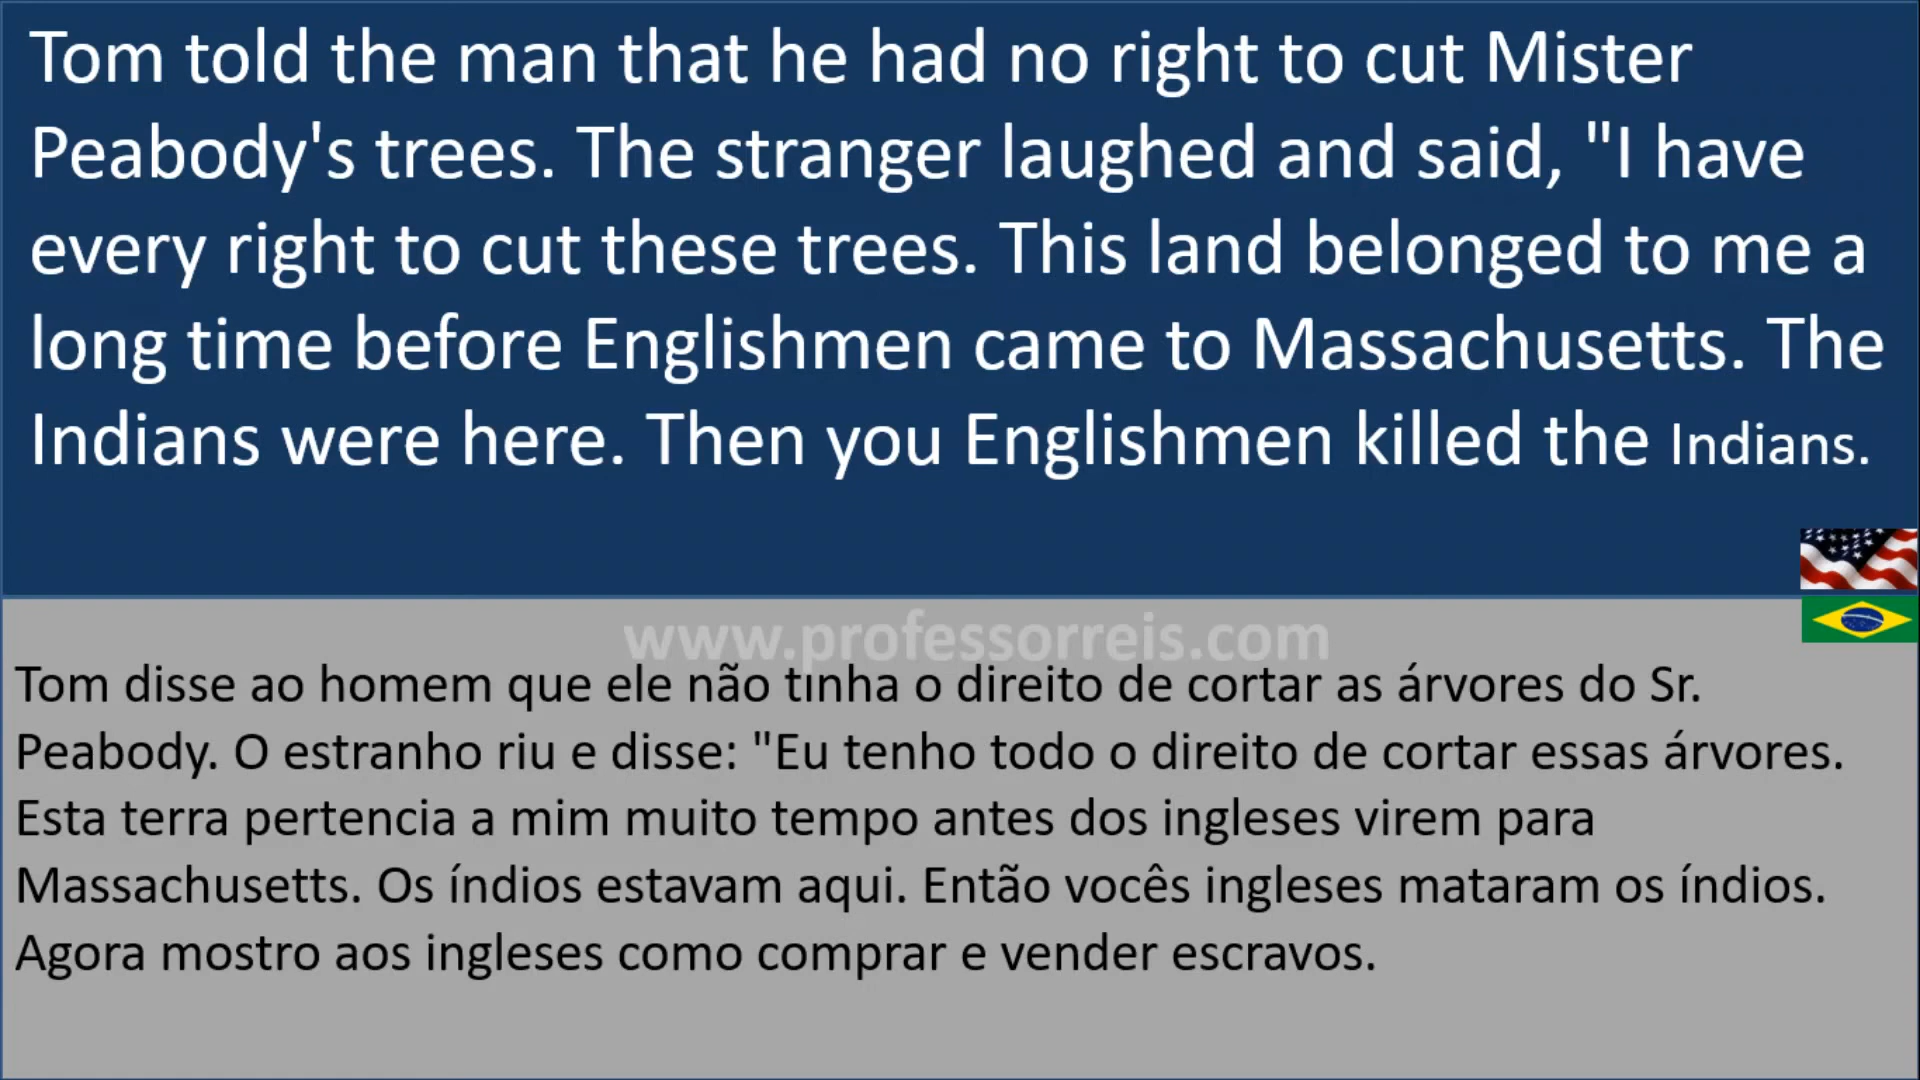 Tom told the man that he had no right to cut Mister
Peabody's trees. The stranger laughed and said, "I have
every right to cut these trees. This land belonged to me a
long time before Englishmen came to Massachusetts. The
Indians were here. Then you Englishmen killed the Indians.
www.professorreis.com
Tom disse ao homem que ele não tinha o direito de cortar as árvores do Sr.
Peabody. O estranho riu e disse: "Eu tenho todo o direito de cortar essas árvores.
Esta terra pertencia a mim muito tempo antes dos ingleses virem para
Massachusetts. Os índios estavam aqui. Então vocês ingleses mataram os índios.
Agora mostro aos ingleses como comprar e vender escravos.